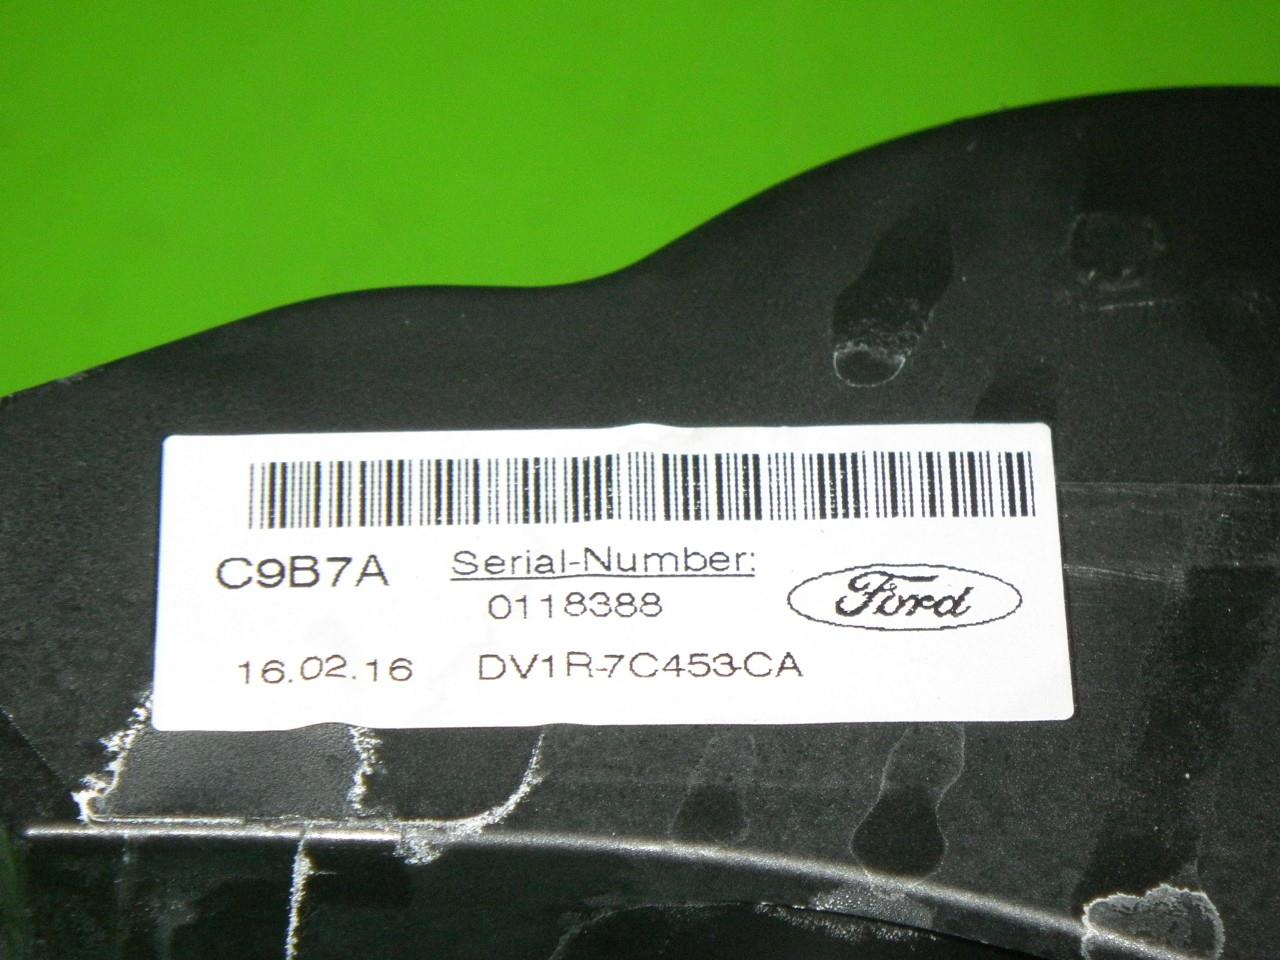 C9B7A
Serial-Number:
0118388
Ford
16.02.16
DV1R-7C453-CA